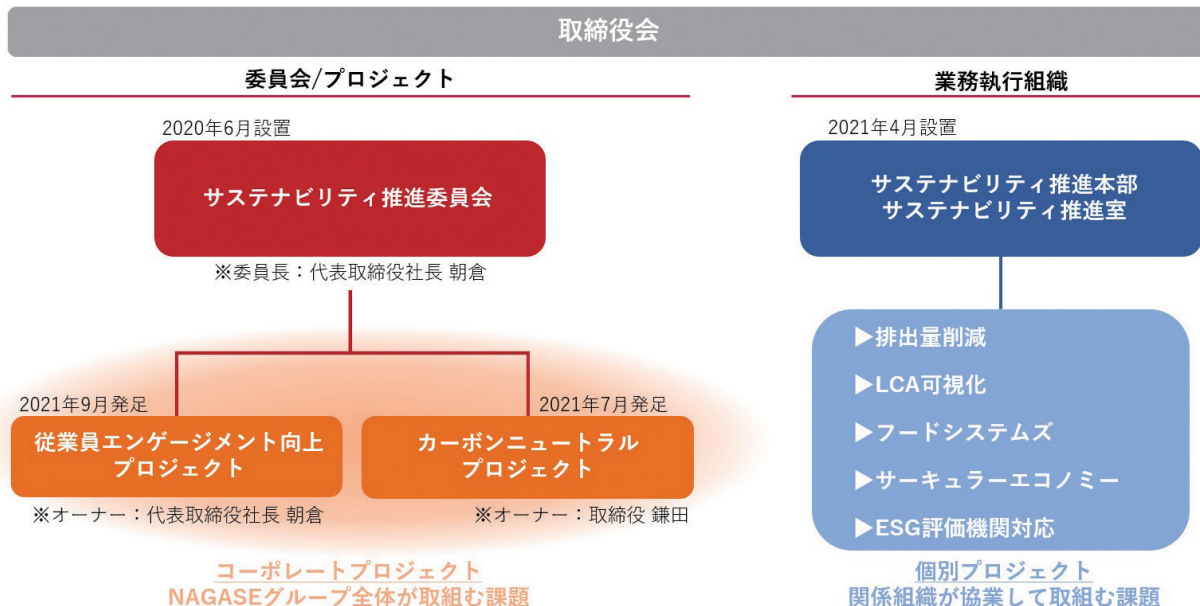 取締役会
委員会/プロジェクト
2020年6月設置
サステナビリティ推進委員会
※委員長：代表取締役社長 朝倉
2021年9月発足
従業員エンゲージメント向上
プロジェクト
※オーナー：代表取締役社長 朝倉
2021年7月発足
カーボンニュートラル
プロジェクト
※オーナー：取締役 鎌田
コーポレートプロジェクト
NAGASEグループ全体が取組む課題
業務執行組織
2021年4月設置
サステナビリティ推進本部
サステナビリティ推進室
▶排出量削減
▶LCA可視化
▶フードシステムズ
▶サーキュラーエコノミー
▶ESG評価機関対応
個別プロジェクト
関係組織が協業して取組む課題